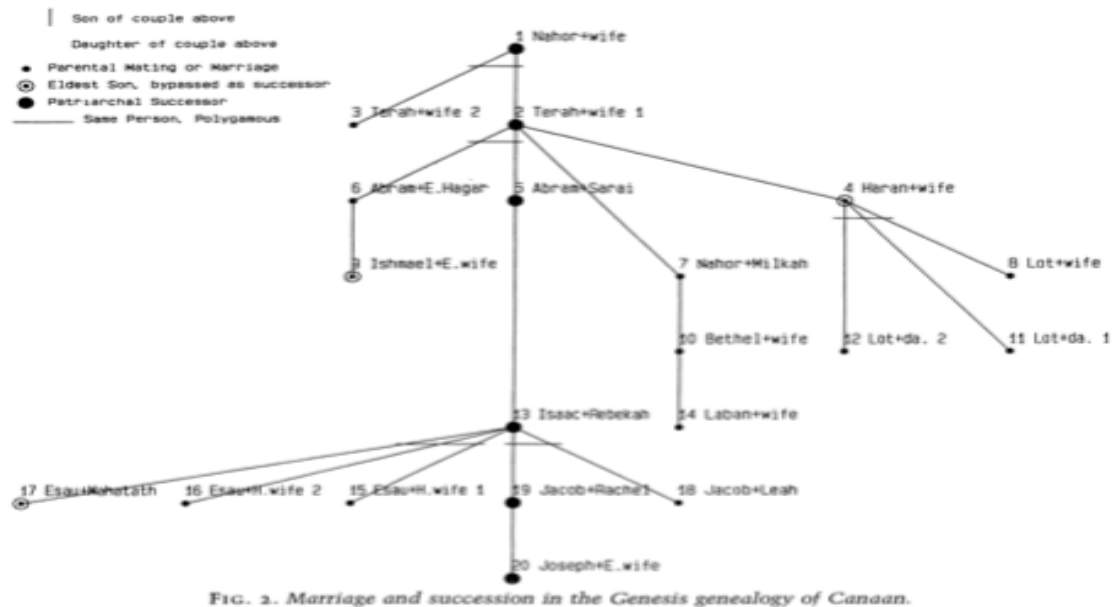 Son of couple above
Daughter of couple above
Parental Mating or Marriage
Eldest Son, bypassed as successor
Patriarchal Successor
Same Person, Polygamous
1 Nahor+wife
3 Terah+wife 2
2 Terah+wife 1
6 Abram+E.Hagar
5 Abram+Sarai
4 Haran+wife
9 Ishmael+E.wife
7 Nahor+Milkah
8 Lot+wife
10 Bethel+wife
12 Lot+da. 2
11 Lot+da. 1
13 Isaac+Rebekah
14 Laban+wife
17 Esau+Mahatath
16 Esau+H.wife 2
15 Esau+H.wife 1
19 Jacob+Rachel
18 Jacob+Leah
20 Joseph+E.wife
FIG. 2. Marriage and succession in the Genesis genealogy of Canaan.